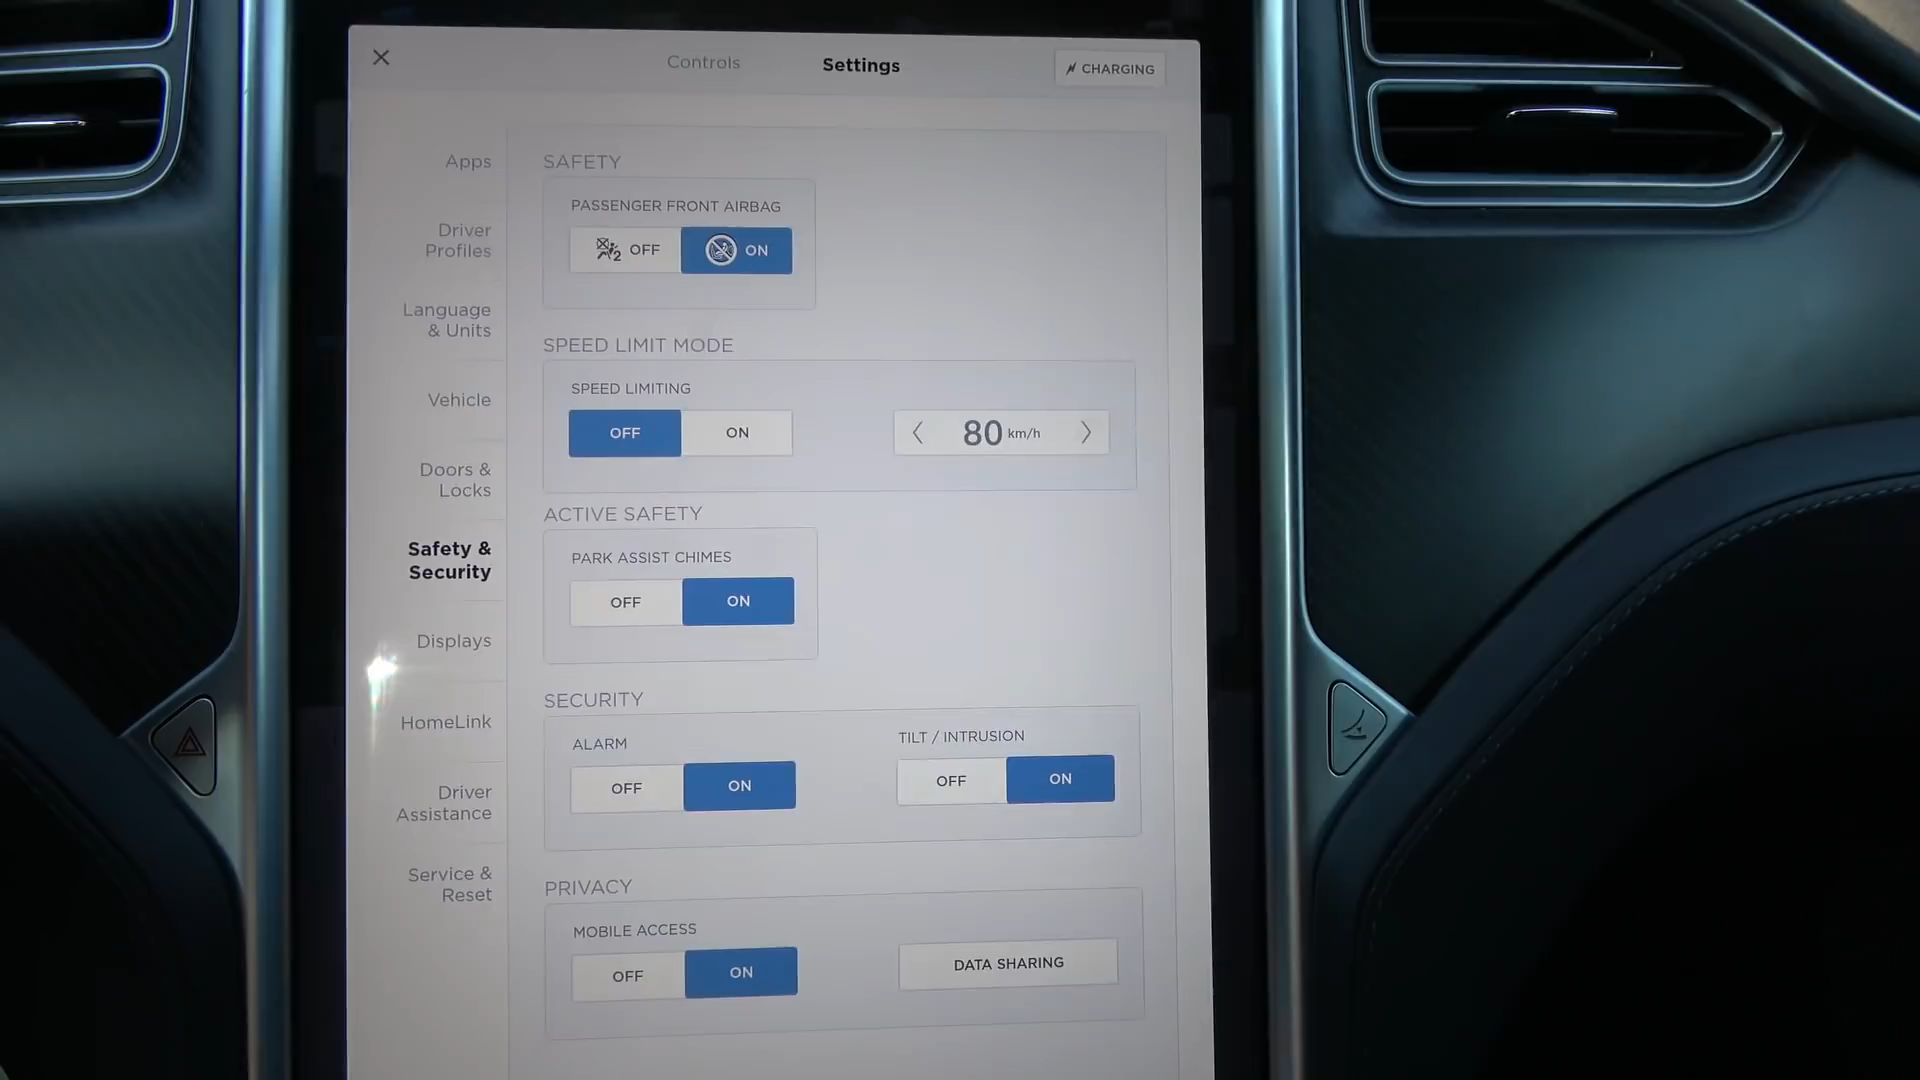 Controls
Settings
CHARGING
Apps
Driver
Profiles
Language
& Units
Vehicle
Doors &
Locks
Safety &
Security
Displays
HomeLink
Driver
Assistance
Service &
Reset
SAFETY
PASSENGER FRONT AIRBAG
2 OFF ON
SPEED LIMIT MODE
SPEED LIMITING
OFF ON 80 km/h
ACTIVE SAFETY
PARK ASSIST CHIMES
OFF ON
SECURITY
ALARM TILT / INTRUSION
OFF ON OFF ON
PRIVACY
MOBILE ACCESS
OFF ON DATA SHARING